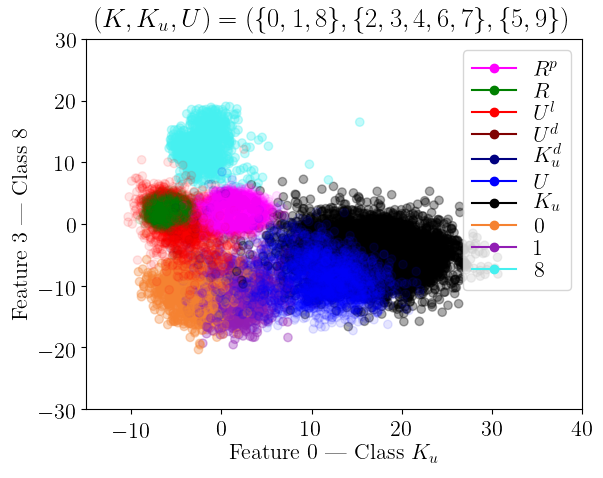 (K, K_u, U) = ({0, 1, 8}, {2, 3, 4, 6, 7}, {5, 9})
30
20
10
0
−10
−20
−30
Feature 3 — Class 8
R^p
R
U^l
U^d
K_u^d
U
K_u
0
1
8
−10
0
10
20
30
40
Feature 0 — Class K_u